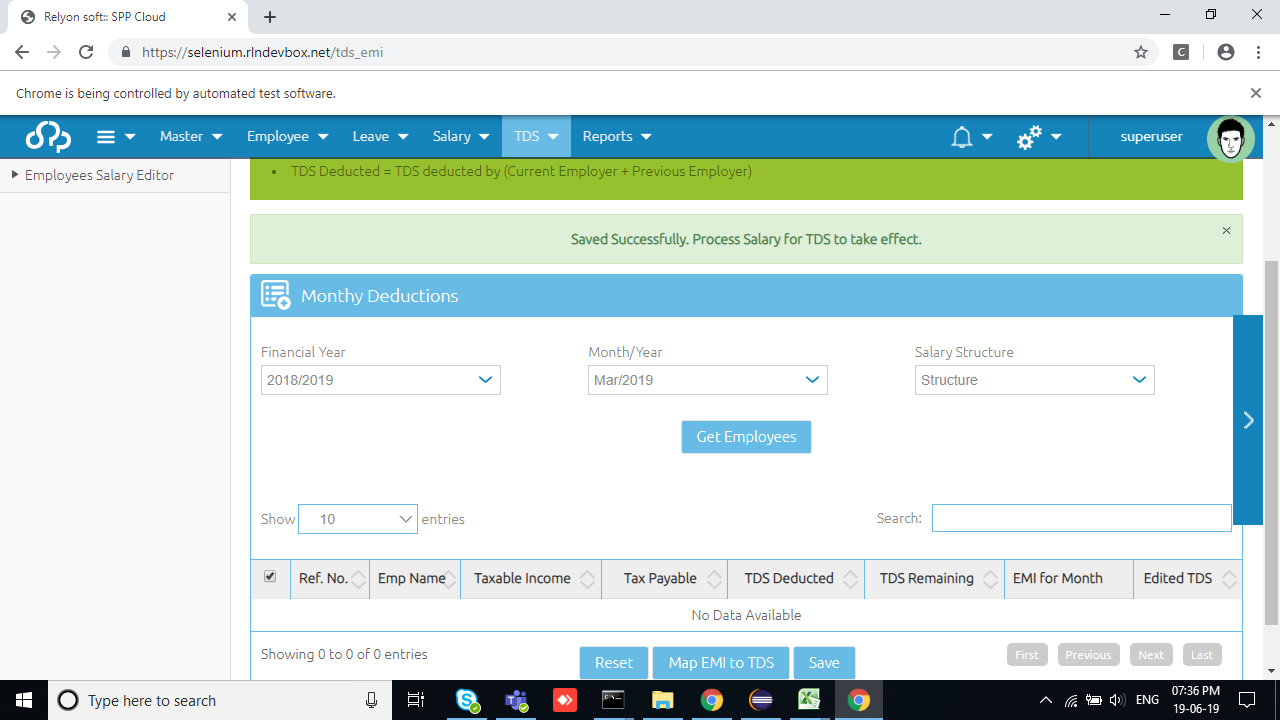 Relyon soft:: SPP Cloud
https://selenium.rlndevbox.net/tds_emi
C
Chrome is being controlled by automated test software.
Master Employee Leave Salary TDS Reports superuser
Employees Salary Editor
• TDS Deducted = TDS deducted by (Current Employer + Previous Employer)
Saved Successfully. Process Salary for TDS to take effect.
Monthy Deductions
Financial Year Month/Year Salary Structure
2018/2019 Mar/2019 Structure
Get Employees
Show 10 entries Search:
Ref. No. Emp Name Taxable Income Tax Payable TDS Deducted TDS Remaining EMI for Month Edited TDS
No Data Available
Showing 0 to 0 of 0 entries Reset Map EMI to TDS Save First Previous Next Last
Type here to search ENG 07:36 PM
19-06-19